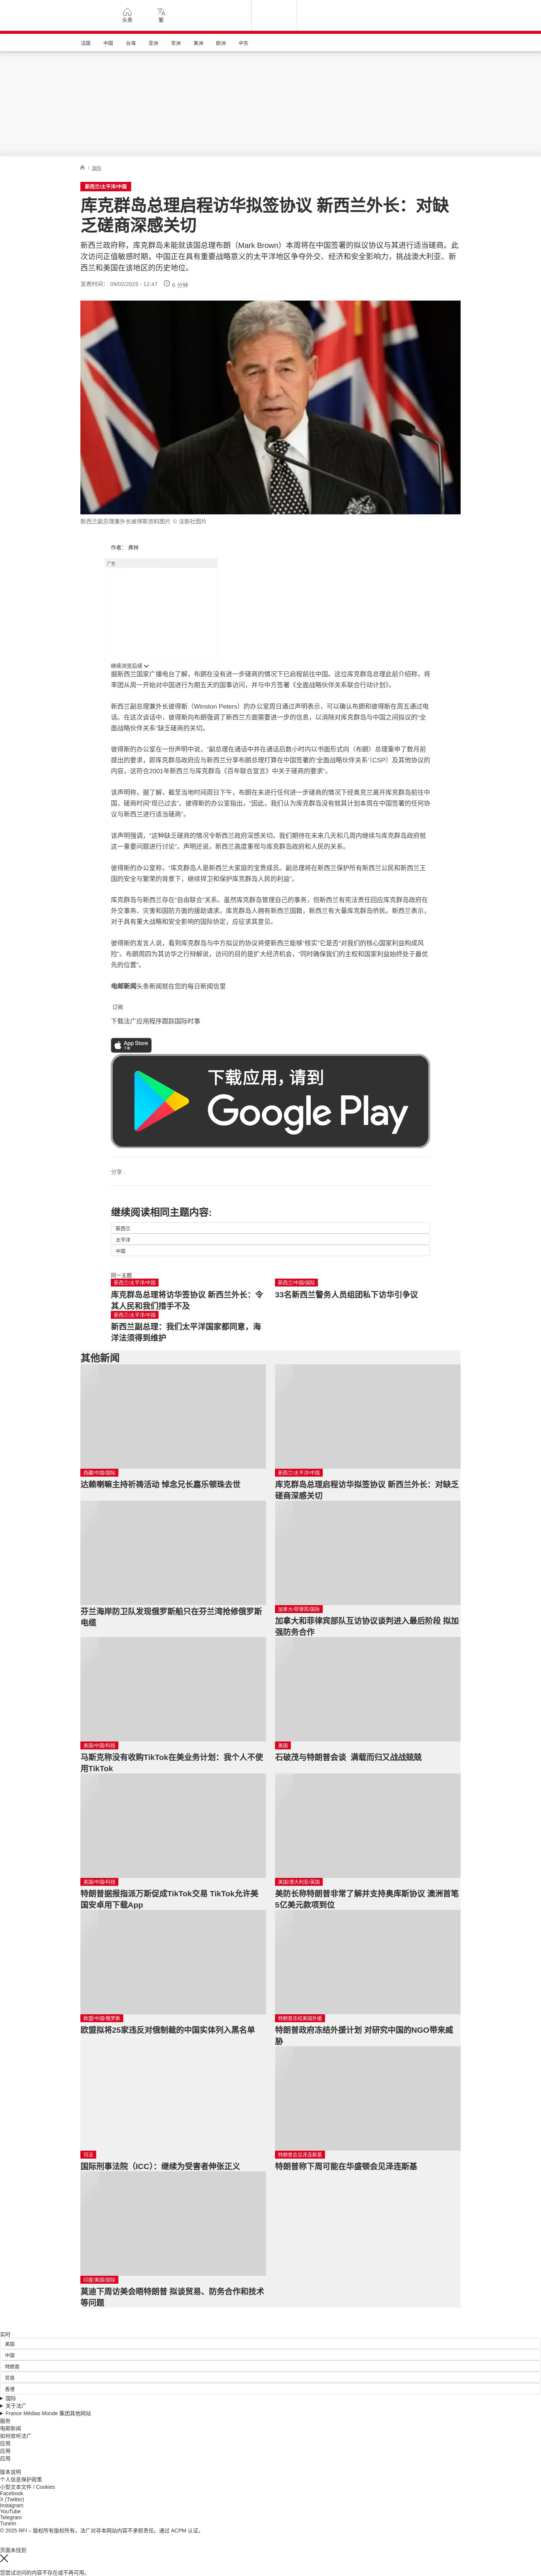 头条
繁
法国
中国
台海
亚洲
非洲
美洲
欧洲
中东
/ 国际
新西兰/太平洋/中国
库克群岛总理启程访华拟签协议 新西兰外长：对缺
乏磋商深感关切
新西兰政府称，库克群岛未能就该国总理布朗（Mark Brown）本周将在中国签署的拟议协议与其进行适当磋商。此
次访问正值敏感时期，中国正在具有重要战略意义的太平洋地区争夺外交、经济和安全影响力，挑战澳大利亚、新
西兰和美国在该地区的历史地位。
发表时间： 09/02/2025 - 12:47
6 分钟
新西兰副总理兼外长彼得斯资料图片 © 法新社图片
作者： 弗林
广告
继续浏览后续
据新西兰国家广播电台了解，布朗在没有进一步磋商的情况下已启程前往中国。这位库克群岛总理此前介绍称，将
率团从周一开始对中国进行为期五天的国事访问，并与中方签署《全面战略伙伴关系联合行动计划》。
新西兰副总理兼外长彼得斯（Winston Peters）的办公室周日通过声明表示，可以确认布朗和彼得斯在周五通过电
话。在这次谈话中，彼得斯向布朗强调了新西兰方面需要进一步的信息，以消除对库克群岛与中国之间拟议的“全
面战略伙伴关系”缺乏磋商的关切。
彼得斯的办公室在一份声明中说，“副总理在通话中并在通话后数小时内以书面形式向（布朗）总理重申了数月前
提出的要求，即库克群岛政府应与新西兰分享布朗总理打算在中国签署的‘全面战略伙伴关系’（CSP）及其他协议的
内容，这符合2001年新西兰与库克群岛《百年联合宣言》中关于磋商的要求”。
该声明称，据了解，截至当地时间周日下午，布朗在未进行任何进一步磋商的情况下经奥克兰离开库克群岛前往中
国，磋商时间“现已过去”。彼得斯的办公室指出，“因此，我们认为库克群岛没有就其计划本周在中国签署的任何协
议与新西兰进行适当磋商”。
该声明强调，“这种缺乏磋商的情况令新西兰政府深感关切。我们期待在未来几天和几周内继续与库克群岛政府就
这一重要问题进行讨论”。声明还说，新西兰高度重视与库克群岛政府和人民的关系。
彼得斯的办公室称，“库克群岛人是新西兰大家庭的宝贵成员。副总理将在新西兰保护所有新西兰公民和新西兰王
国的安全与繁荣的背景下，继续捍卫和保护库克群岛人民的利益”。
库克群岛与新西兰存在“自由联合”关系。虽然库克群岛管理自己的事务，但新西兰有宪法责任回应库克群岛政府在
外交事务、灾害和国防方面的援助请求。库克群岛人拥有新西兰国籍，新西兰有大量库克群岛侨民。新西兰表示，
对于具有重大战略和安全影响的国际协定，应征求其意见。
彼得斯的发言人说，看到库克群岛与中方拟议的协议将使新西兰能够“核实”它是否“对我们的核心国家利益构成风
险”。布朗周四为其访华之行辩解说，访问的目的是扩大经济机会，“同时确保我们的主权和国家利益始终处于最优
先的位置”。
电邮新闻头条新闻就在您的每日新闻信里
订阅
下载法广应用程序跟踪国际时事
App Store
下载
下载应用，请到
Google Play
分享 :
继续阅读相同主题内容:
新西兰
太平洋
中国
同一主题
新西兰/太平洋/中国
库克群岛总理将访华签协议 新西兰外长：令
其人民和我们措手不及
新西兰/中国/国际
33名新西兰警务人员组团私下访华引争议
新西兰/太平洋/中国
新西兰副总理：我们太平洋国家都同意，海
洋法须得到维护
其他新闻
西藏/中国/国际
达赖喇嘛主持祈祷活动 悼念兄长嘉乐顿珠去世
新西兰/太平洋/中国
库克群岛总理启程访华拟签协议 新西兰外长：对缺乏
磋商深感关切
芬兰海岸防卫队发现俄罗斯船只在芬兰湾抢修俄罗斯
电缆
加拿大/菲律宾/国际
加拿大和菲律宾部队互访协议谈判进入最后阶段 拟加
强防务合作
美国/中国/科技
马斯克称没有收购TikTok在美业务计划：我个人不使
用TikTok
美国
石破茂与特朗普会谈 满载而归又战战兢兢
美国/中国/科技
特朗普据报指派万斯促成TikTok交易 TikTok允许美
国安卓用下载App
美国/澳大利亚/英国
美防长称特朗普非常了解并支持奥库斯协议 澳洲首笔
5亿美元款项到位
欧盟/中国/俄罗斯
欧盟拟将25家违反对俄制裁的中国实体列入黑名单
特朗普冻结美国外援
特朗普政府冻结外援计划 对研究中国的NGO带来威
胁
司法
国际刑事法院（ICC）：继续为受害者伸张正义
特朗普会见泽连斯基
特朗普称下周可能在华盛顿会见泽连斯基
印度/美国/国际
莫迪下周访美会晤特朗普 拟谈贸易、防务合作和技术
等问题
实时
美国
中国
特朗普
贸易
香港
国际
关于法广
France Médias Monde 集团其他网站
服务
电邮新闻
如何收听法广
应用
应用
应用
版本说明
个人信息保护政策
小型文本文件 / Cookies
Facebook
X (Twitter)
Instagram
YouTube
Telegram
TuneIn
© 2025 RFI – 版权所有版权所有。法广对非本网站内容不承担责任。通过 ACPM 认证。
页面未找到
您尝试访问的内容不存在或不再可用。